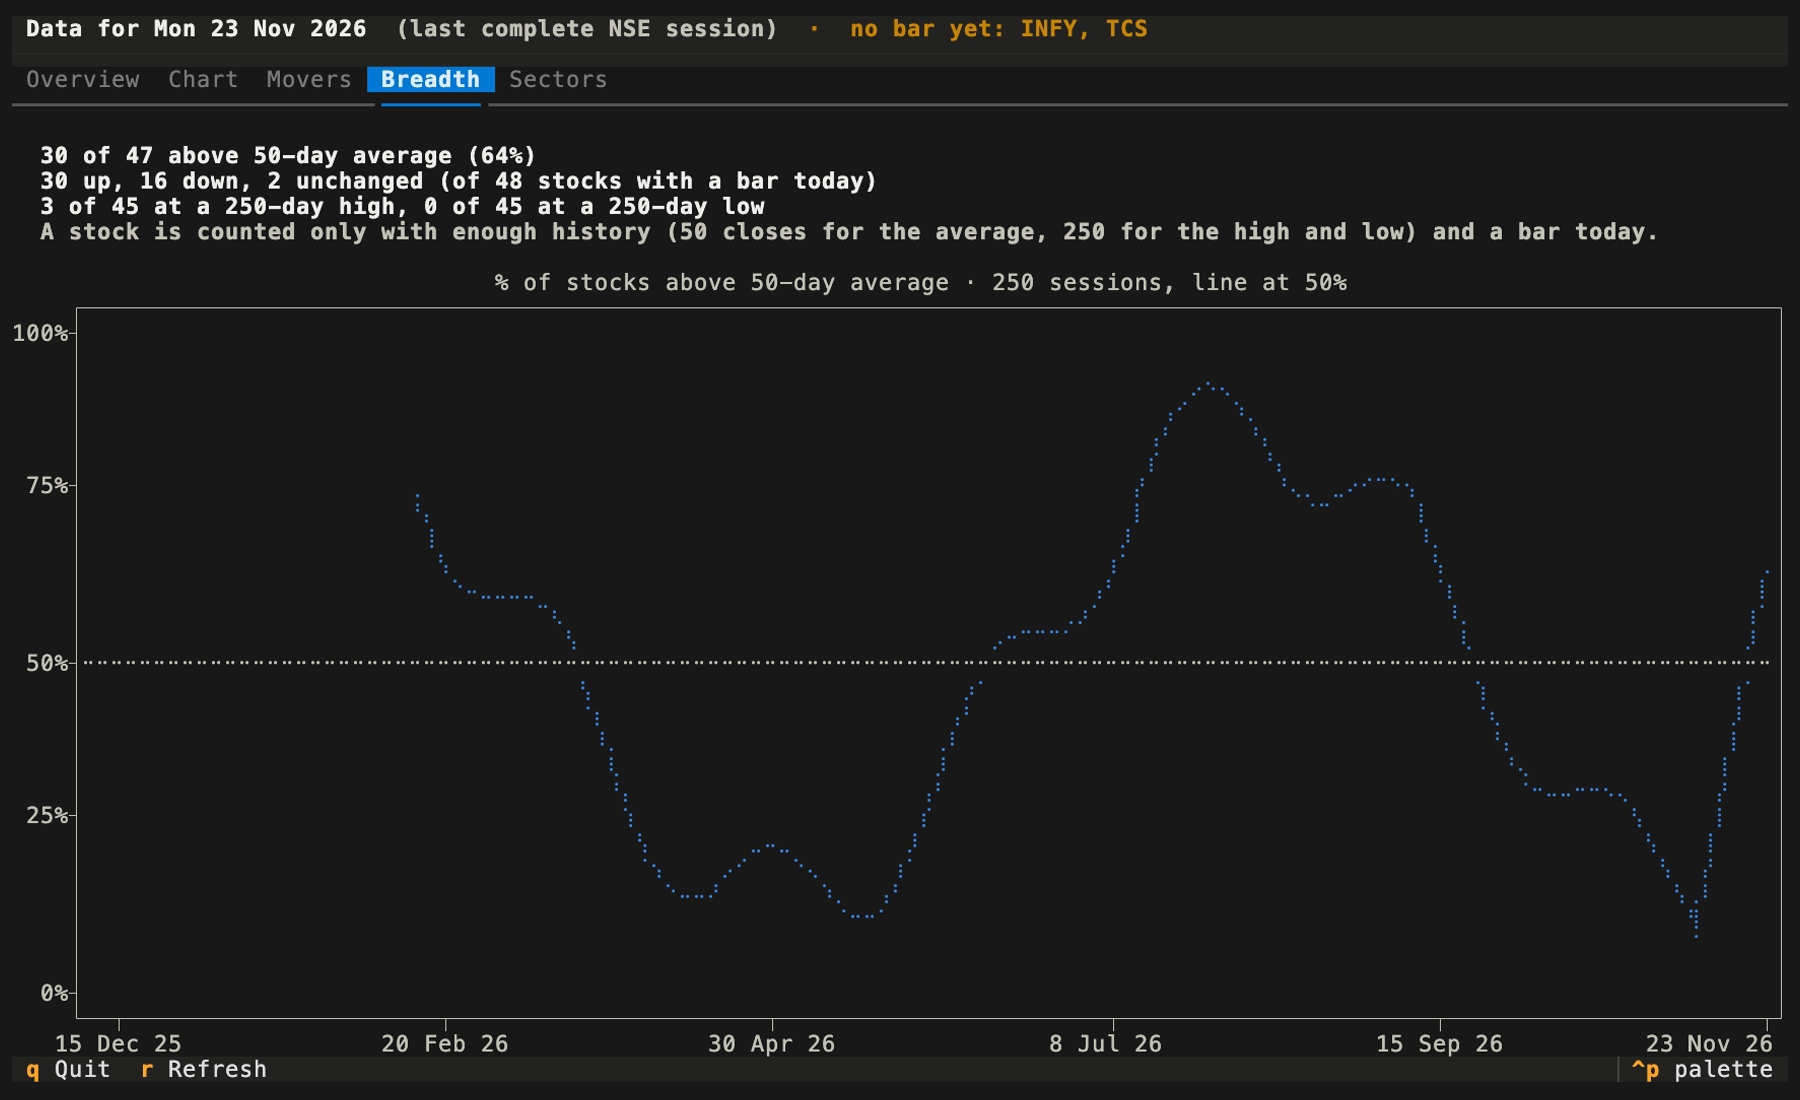 Data for Mon 23 Nov 2026 (last complete NSE session) · no bar yet: INFY, TCS
Overview Chart Movers Breadth Sectors
30 of 47 above 50-day average (64%)
30 up, 16 down, 2 unchanged (of 48 stocks with a bar today)
3 of 45 at a 250-day high, 0 of 45 at a 250-day low
A stock is counted only with enough history (50 closes for the average, 250 for the high and low) and a bar today.
% of stocks above 50-day average · 250 sessions, line at 50%
100%
75%
50%
25%
0%
15 Dec 25 20 Feb 26 30 Apr 26 8 Jul 26 15 Sep 26 23 Nov 26
q Quit r Refresh ^p palette